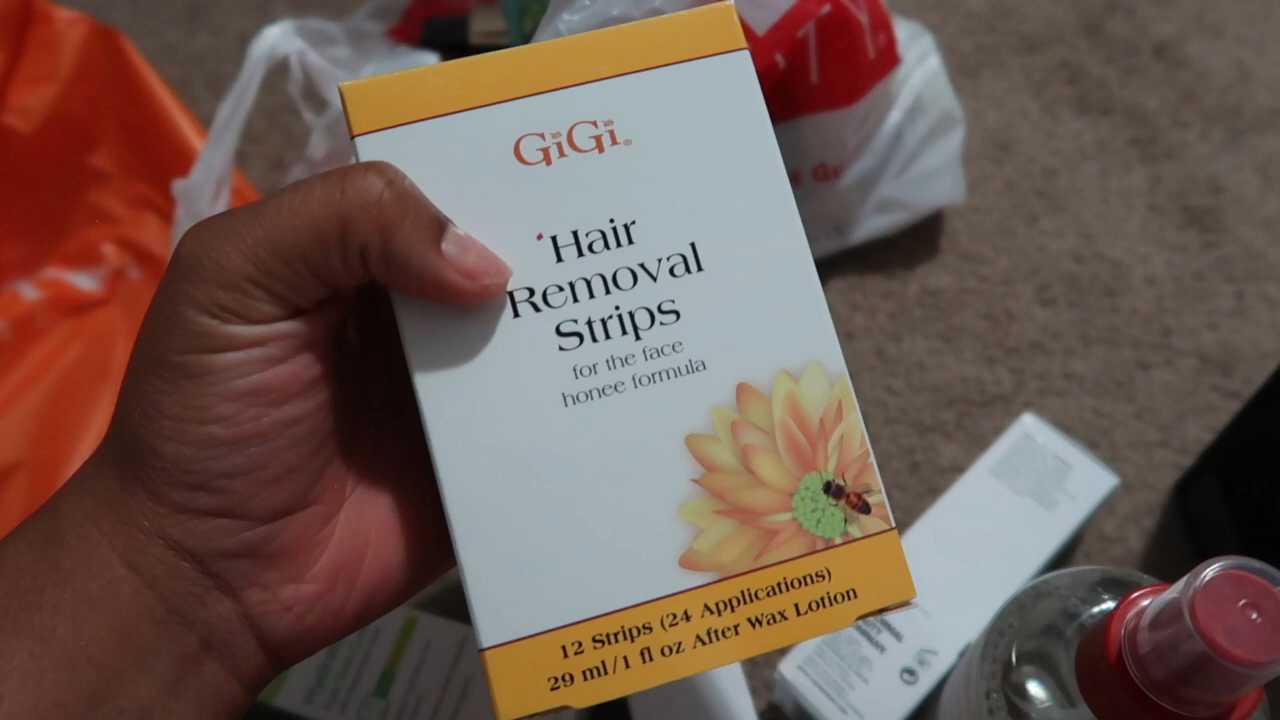 GiGi®
Hair
Removal
Strips
for the face
honee formula
12 Strips (24 Applications)
29 ml/1 fl oz After Wax Lotion